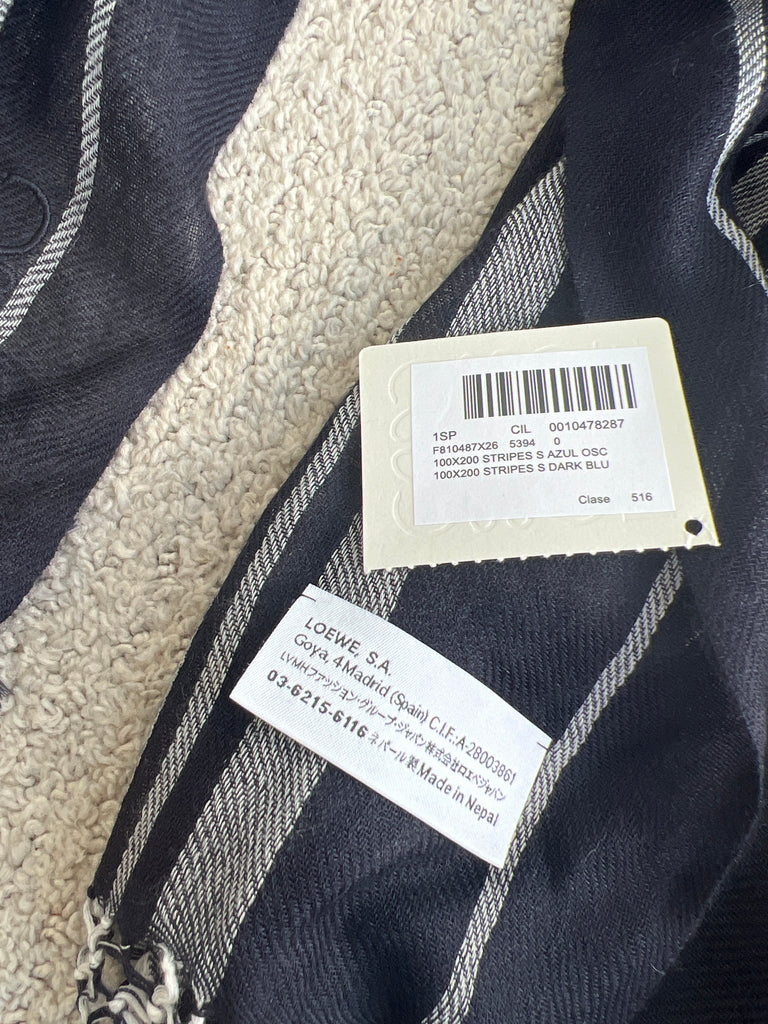 1SP CIL 0010478287
F810487X26 5394 0
100X200 STRIPES S AZUL OSC
100X200 STRIPES S DARK BLU
Clase 516
LOEWE, S.A.
Goya, 4 Madrid (Spain) C.I.F.: A-28003861
LVMHファッション・グループ・ジャパン株式会社ロエベジャパン
03-6215-6116 ネパール製 Made in Nepal